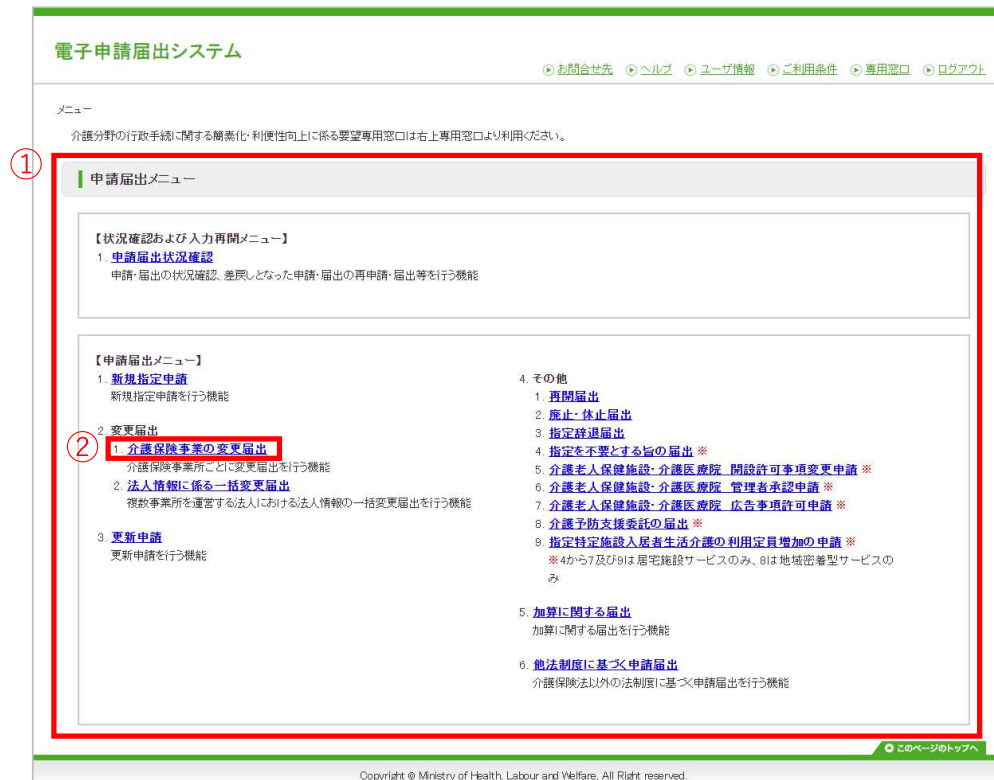 電子申請届出システム
お問合せ先 ヘルプ ユーザ情報 ご利用条件 専用窓口 ログアウト
メニュー
介護分野の行政手続に関する簡素化・利便性向上に係る要望専用窓口は右上専用窓口より利用ください。
①
申請届出メニュー
【状況確認および入力再開メニュー】
1. 申請届出状況確認
申請・届出の状況確認、差戻しとなった申請・届出の再申請・届出等を行う機能
【申請届出メニュー】
1. 新規指定申請
新規指定申請を行う機能
2. 変更届出
②
1. 介護保険事業の変更届出
介護保険事業所ごとに変更届出を行う機能
2. 法人情報に係る一括変更届出
複数事業所を運営する法人における法人情報の一括変更届出を行う機能
3. 更新申請
更新申請を行う機能
4. その他
1. 再開届出
2. 廃止・休止届出
3. 指定辞退届出
4. 指定を不要とする旨の届出 ※
5. 介護老人保健施設・介護医療院 開設許可事項変更申請 ※
6. 介護老人保健施設・介護医療院 管理者承認申請 ※
7. 介護老人保健施設・介護医療院 広告事項許可申請 ※
8. 介護予防支援委託の届出 ※
9. 指定特定施設入居者生活介護の利用定員増加の申請 ※
※4から7及び9は居宅施設サービスのみ、8は地域密着型サービスの
み
5. 加算に関する届出
加算に関する届出を行う機能
6. 他法制度に基づく申請届出
介護保険法以外の法制度に基づく申請届出を行う機能
このページのトップへ
Copyright © Ministry of Health, Labour and Welfare, All Right reserved.